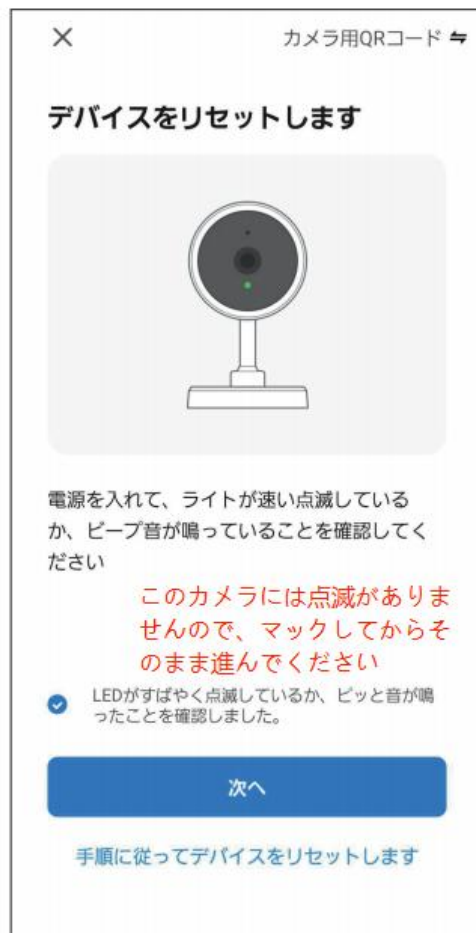 カメラ用QRコード
デバイスをリセットします
電源を入れて、ライトが速い点滅している
か、ビープ音が鳴っていることを確認してく
ださい
このカメラには点滅がありま
せんので、マックしてからそ
のまま進んでください
LEDがすばやく点滅しているか、ピッと音が鳴
ったことを確認しました。
次へ
手順に従ってデバイスをリセットします